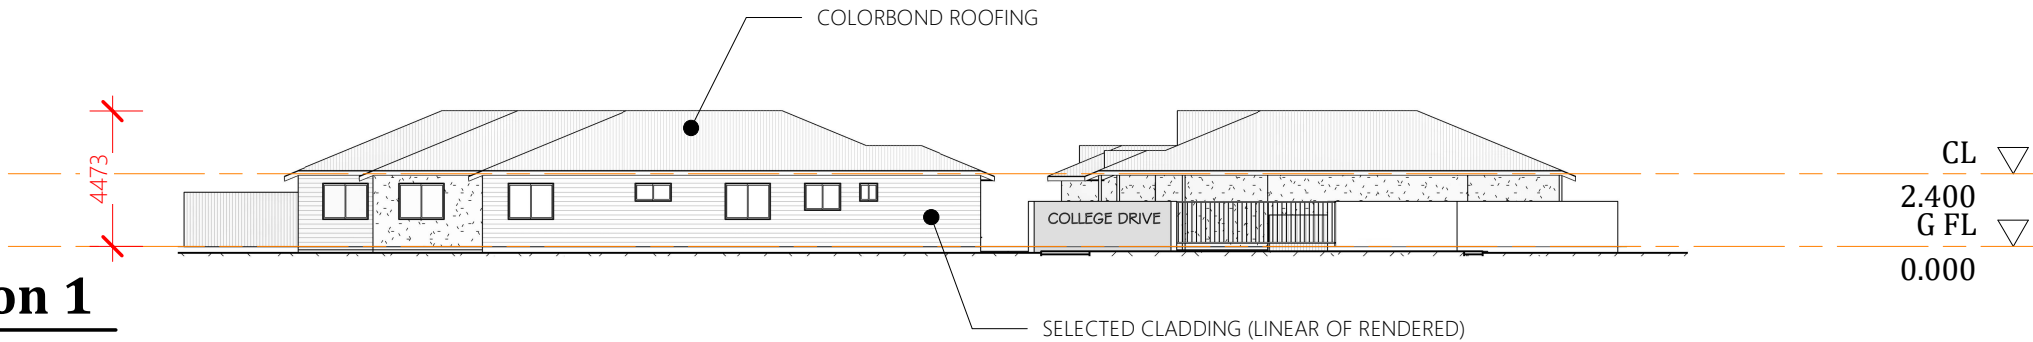 COLORBOND ROOFING
4473
CL
2.400
G FL
0.000
COLLEGE DRIVE
on 1
SELECTED CLADDING (LINEAR OF RENDERED)